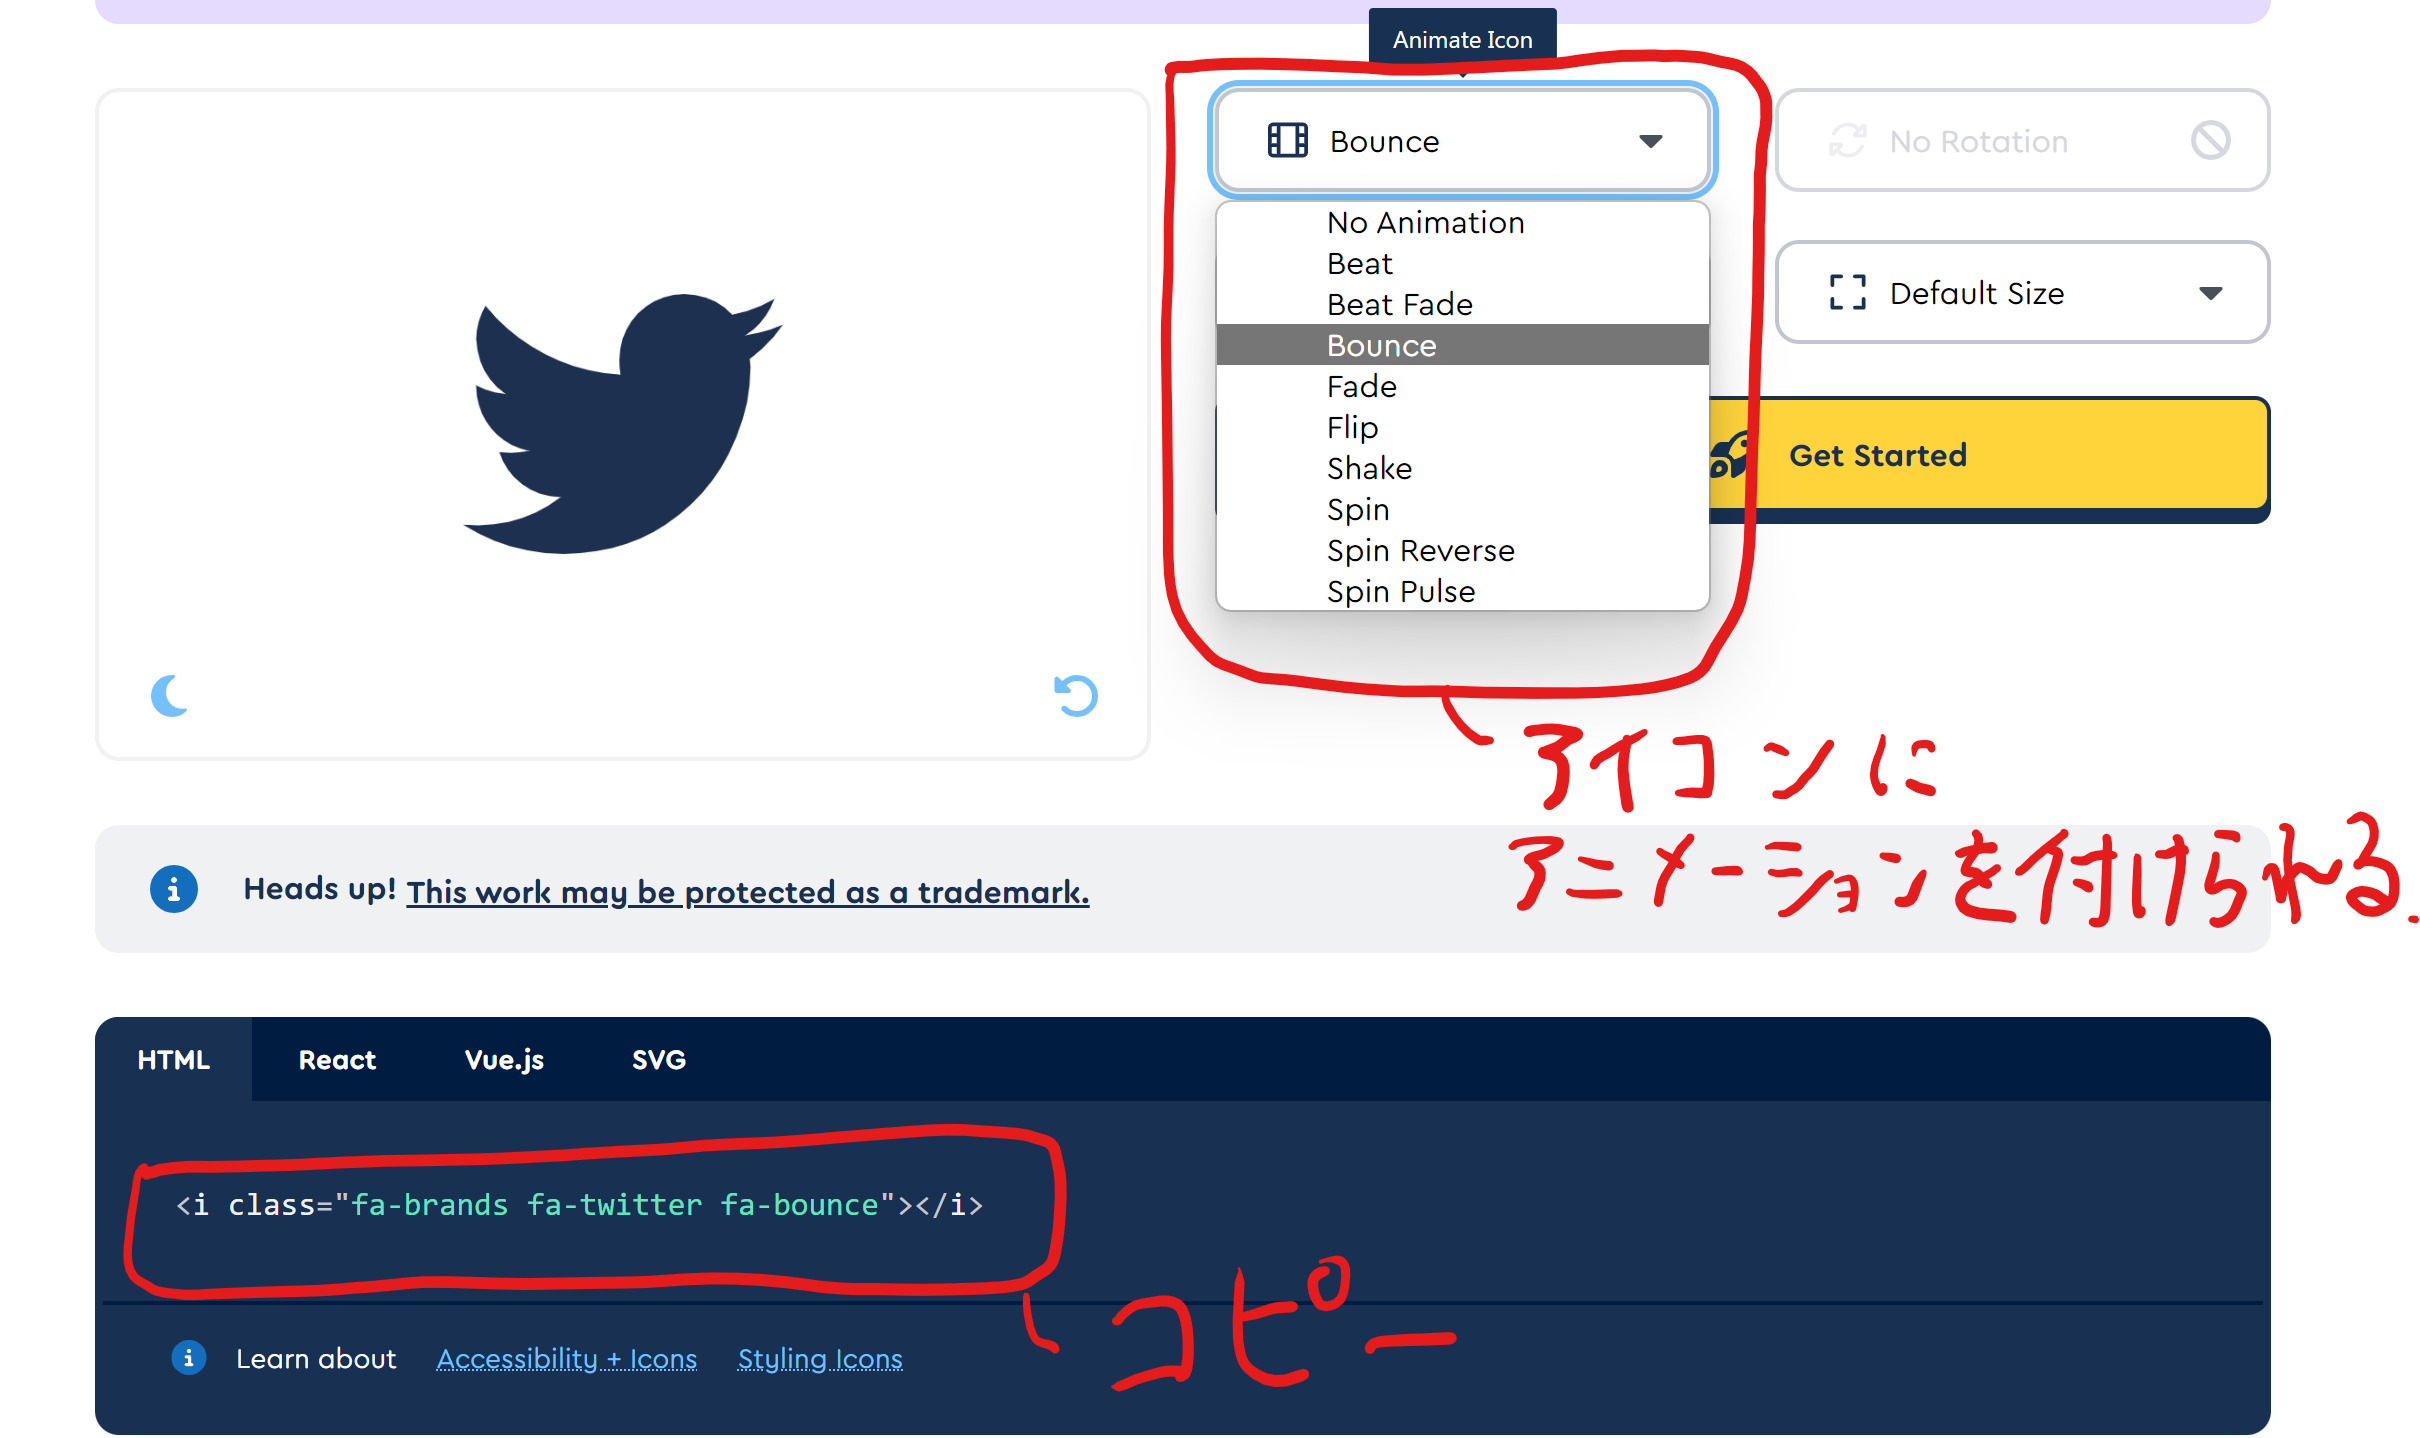 Animate Icon
Bounce
No Rotation
No Animation
Beat
Beat Fade
Bounce
Fade
Flip
Shake
Spin
Spin Reverse
Spin Pulse
Default Size
Get Started
アイコンに
アニメーションを付けられる.
Heads up! This work may be protected as a trademark.
HTML React Vue.js SVG
<i class="fa-brands fa-twitter fa-bounce"></i>
コピー
Learn about Accessibility + Icons Styling Icons